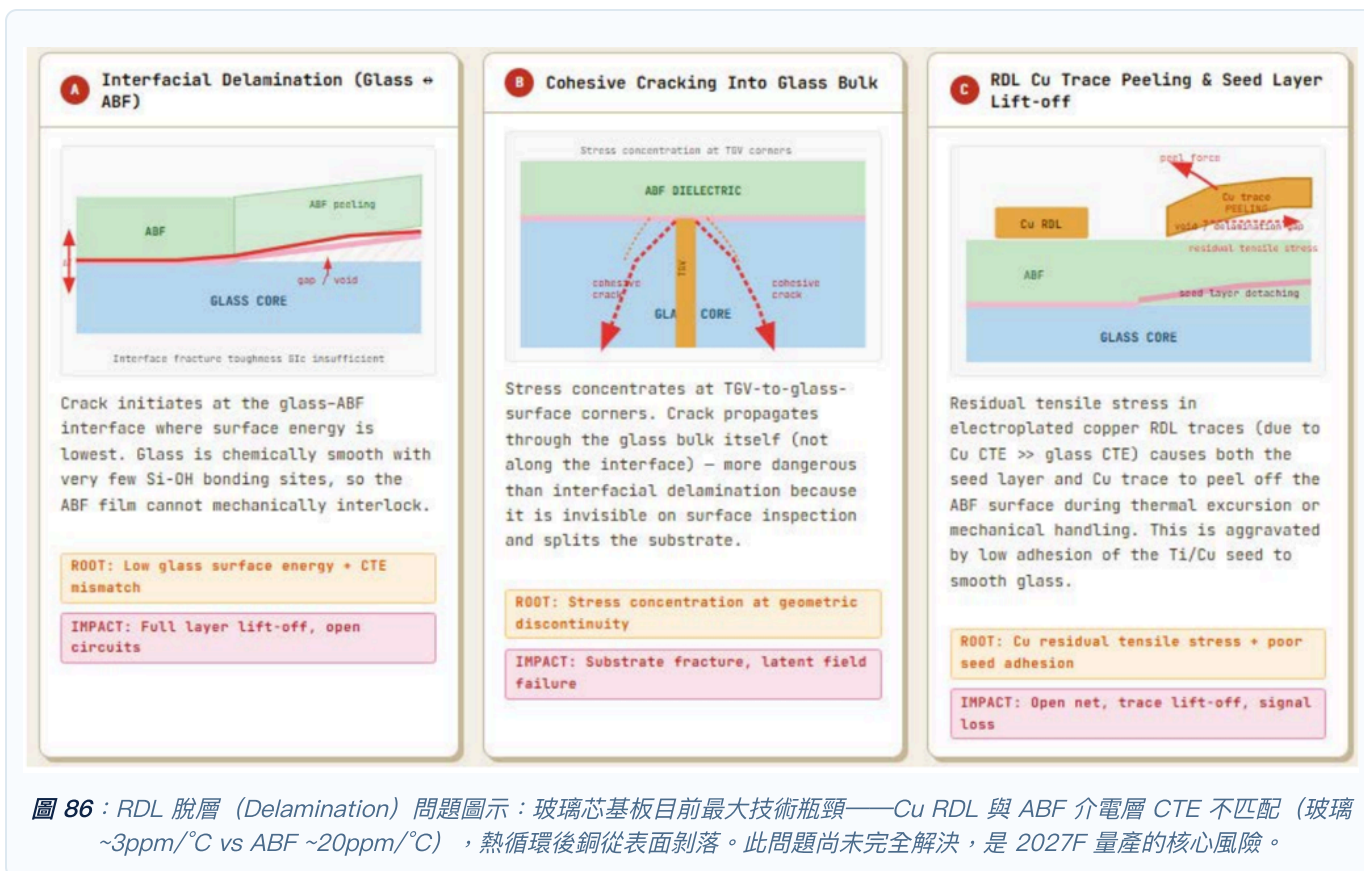 A Interfacial Delamination (Glass ↔
ABF)
ABF
ABF peeling
gap / void
GLASS CORE
Interface fracture toughness GIc insufficient
Crack initiates at the glass–ABF
interface where surface energy is
lowest. Glass is chemically smooth with
very few Si-OH bonding sites, so the
ABF film cannot mechanically interlock.
ROOT: Low glass surface energy + CTE
mismatch
IMPACT: Full layer lift-off, open
circuits
B Cohesive Cracking Into Glass Bulk
Stress concentration at TGV corners
ABF DIELECTRIC
TGV
cohesive
crack
cohesive
crack
GLA CORE
Stress concentrates at TGV-to-glass-
surface corners. Crack propagates
through the glass bulk itself (not
along the interface) — more dangerous
than interfacial delamination because
it is invisible on surface inspection
and splits the substrate.
ROOT: Stress concentration at geometric
discontinuity
IMPACT: Substrate fracture, latent field
failure
C RDL Cu Trace Peeling & Seed Layer
Lift-off
peel force
Cu trace
PEELING
Cu RDL
void / delamination gap
residual tensile stress
ABF
seed layer detaching
GLASS CORE
Residual tensile stress in
electroplated copper RDL traces (due to
Cu CTE >> glass CTE) causes both the
seed layer and Cu trace to peel off the
ABF surface during thermal excursion or
mechanical handling. This is aggravated
by low adhesion of the Ti/Cu seed to
smooth glass.
ROOT: Cu residual tensile stress + poor
seed adhesion
IMPACT: Open net, trace lift-off, signal
loss
圖 86：RDL 脫層（Delamination）問題圖示：玻璃芯基板目前最大技術瓶頸——Cu RDL 與 ABF 介電層 CTE 不匹配（玻璃
~3ppm/°C vs ABF ~20ppm/°C），熱循環後銅從表面剝落。此問題尚未完全解決，是 2027F 量產的核心風險。